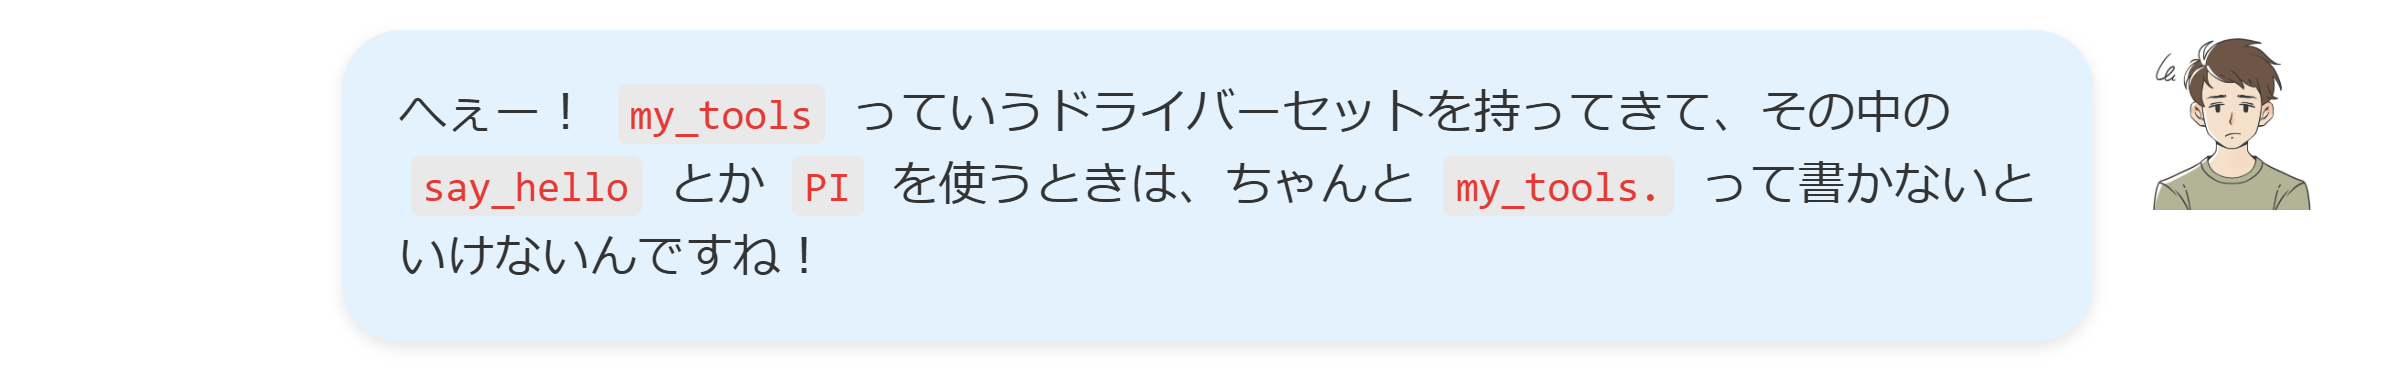 へぇー！ my_tools っていうドライバーセットを持ってきて、その中の
say_hello とか PI を使うときは、ちゃんと my_tools. って書かないと
いけないんですね！